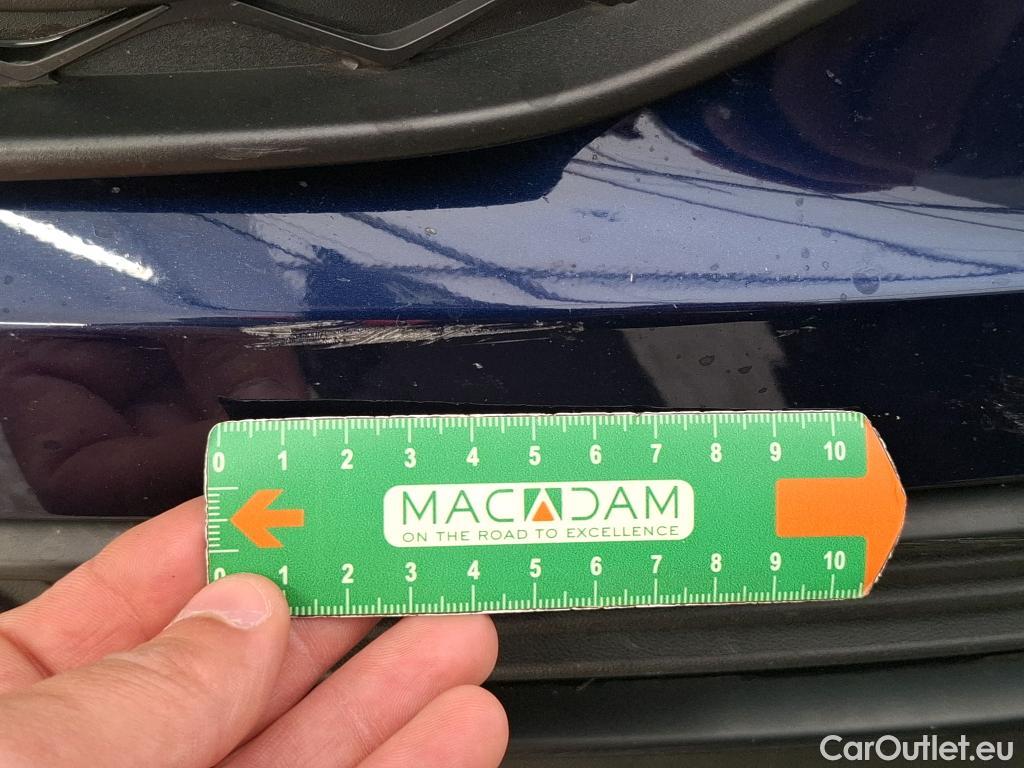 0 1 2 3 4 5 6 7 8 9 10
MACADAM
ON THE ROAD TO EXCELLENCE
0 1 2 3 4 5 6 7 8 9 10
CarOutlet.eu